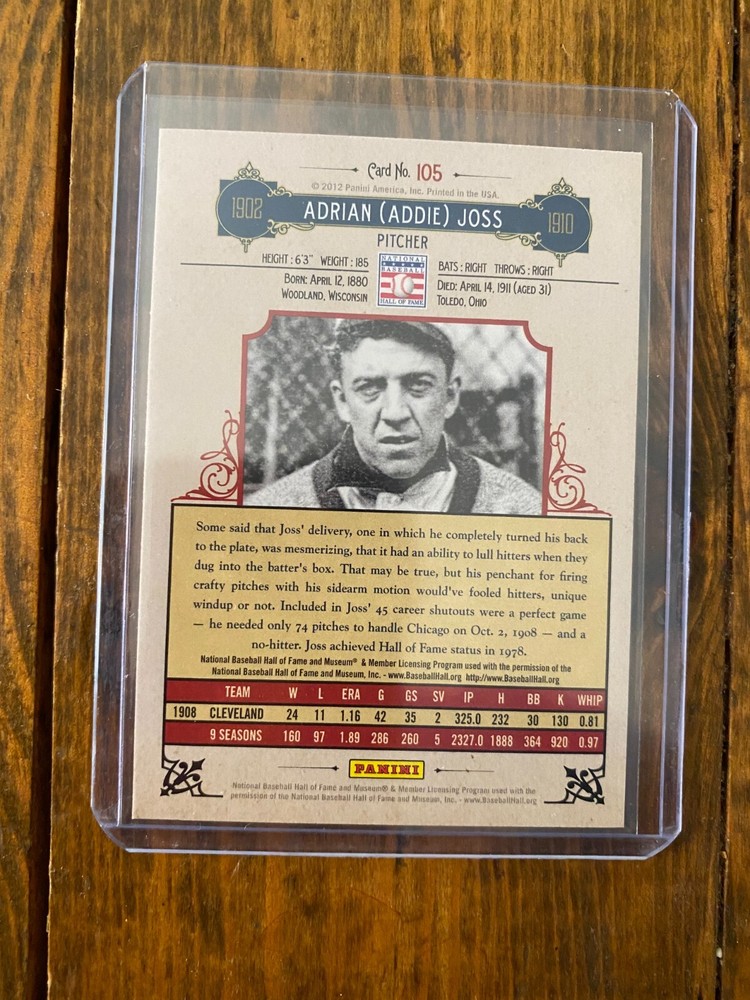 Card No. 105
© 2012 Panini America, Inc. Printed in the USA.
1902 ADRIAN (ADDIE) JOSS 1910
PITCHER
HEIGHT : 6'3" WEIGHT : 185
BORN: APRIL 12, 1880
WOODLAND, WISCONSIN
NATIONAL
BASEBALL
HALL OF FAME
BATS : RIGHT THROWS : RIGHT
DIED: APRIL 14, 1911 (AGED 31)
TOLEDO, OHIO
Some said that Joss' delivery, one in which he completely turned his back
to the plate, was mesmerizing, that it had an ability to lull hitters when they
dug into the batter's box. That may be true, but his penchant for firing
crafty pitches with his sidearm motion would've fooled hitters, unique
windup or not. Included in Joss' 45 career shutouts were a perfect game
— he needed only 74 pitches to handle Chicago on Oct. 2, 1908 — and a
no-hitter. Joss achieved Hall of Fame status in 1978.
National Baseball Hall of Fame and Museum® & Member Licensing Program used with the permission of the
National Baseball Hall of Fame and Museum, Inc. - www.BaseballHall.org http://www.BaseballHall.org
TEAM W L ERA G GS SV IP H BB K WHIP
1908 CLEVELAND 24 11 1.16 42 35 2 325.0 232 30 130 0.81
9 SEASONS 160 97 1.89 286 260 5 2327.0 1888 364 920 0.97
PANINI
National Baseball Hall of Fame and Museum® & Member Licensing Program used with the
permission of the National Baseball Hall of Fame and Museum, Inc. - www.BaseballHall.org